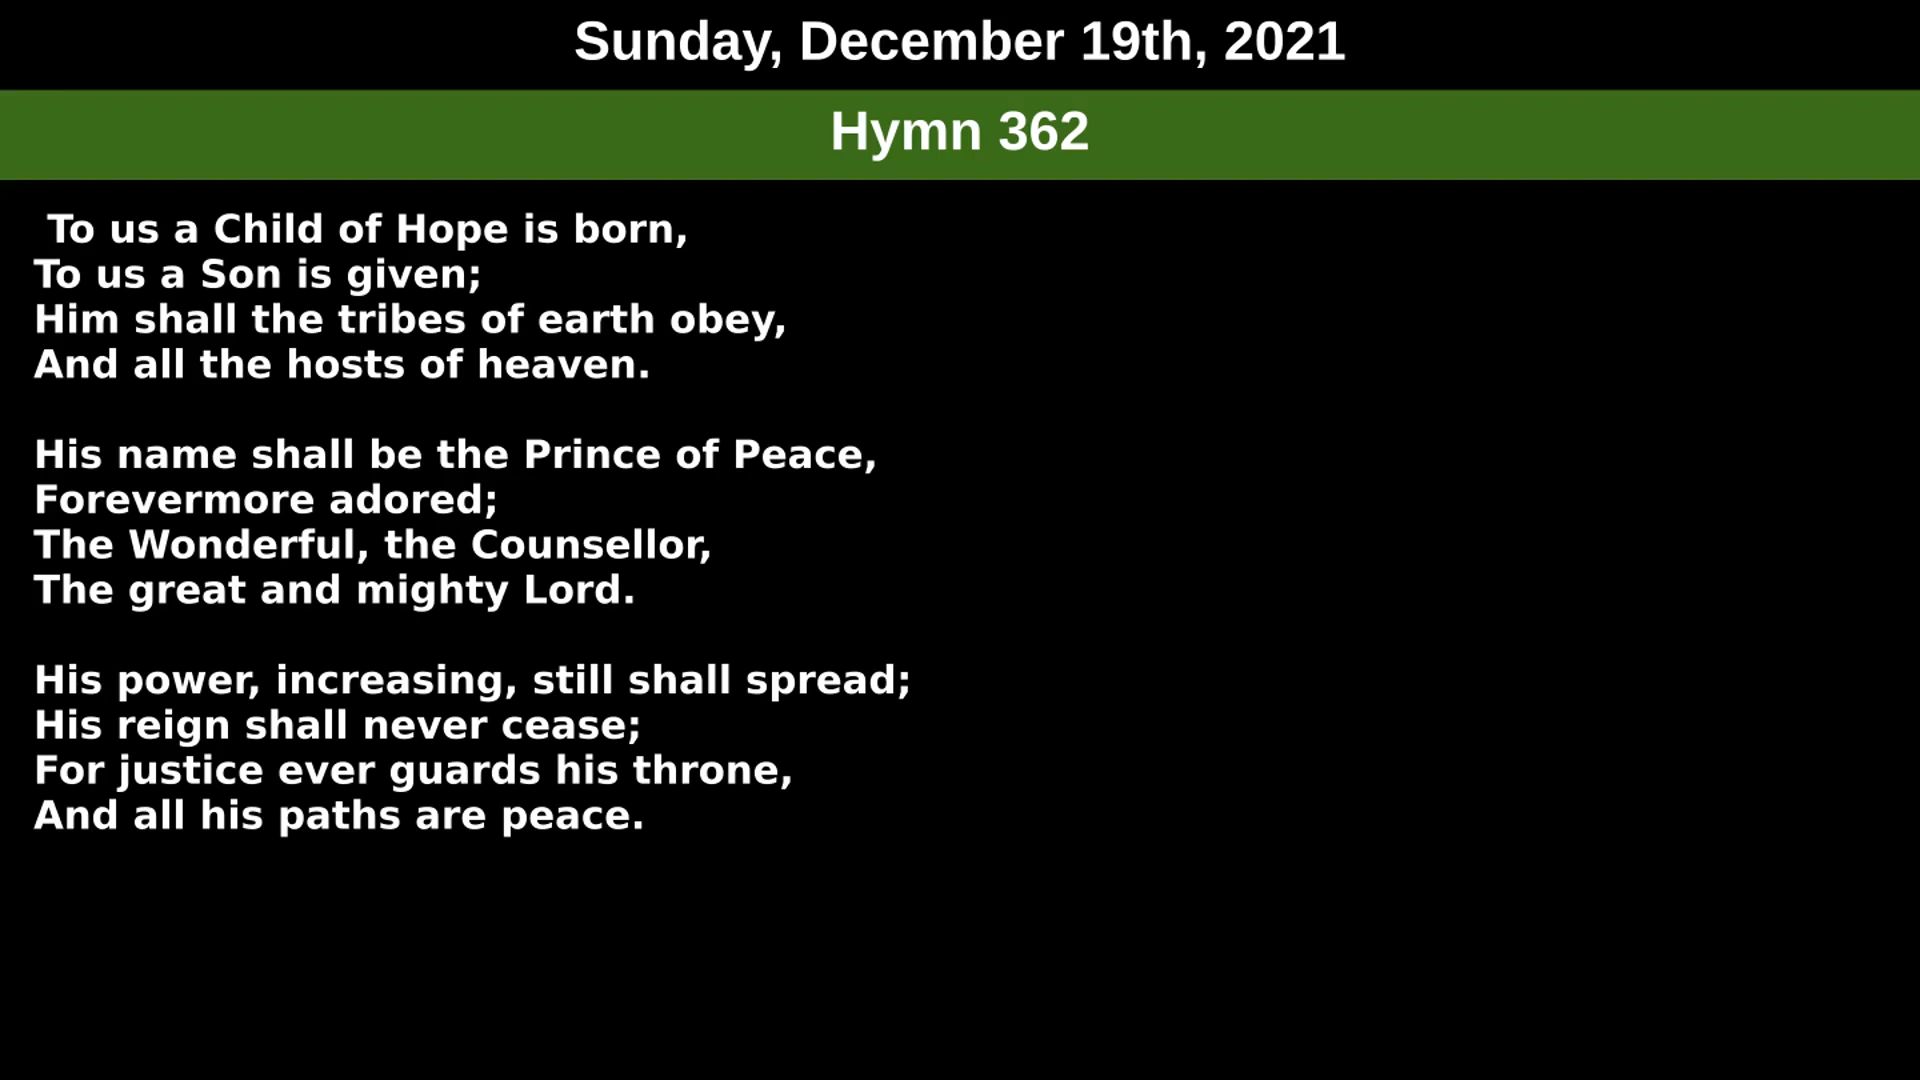 Sunday, December 19th, 2021
Hymn 362
To us a Child of Hope is born,
To us a Son is given;
Him shall the tribes of earth obey,
And all the hosts of heaven.
His name shall be the Prince of Peace,
Forevermore adored;
The Wonderful, the Counsellor,
The great and mighty Lord.
His power, increasing, still shall spread;
His reign shall never cease;
For justice ever guards his throne,
And all his paths are peace.